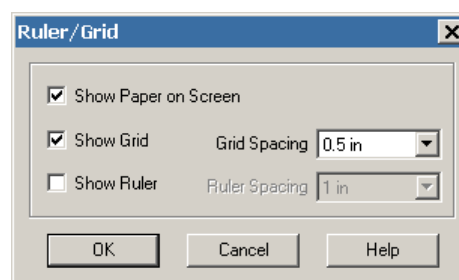 Ruler/Grid
Show Paper on Screen
Show Grid Grid Spacing 0.5 in
Show Ruler Ruler Spacing 1 in
OK Cancel Help